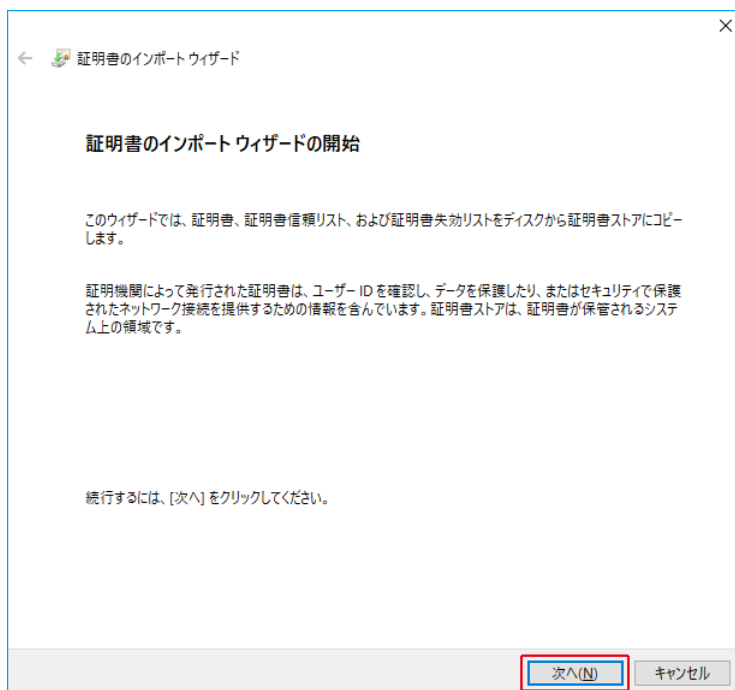 証明書のインポート ウィザード
証明書のインポート ウィザードの開始
このウィザードでは、証明書、証明書信頼リスト、および証明書失効リストをディスクから証明書ストアにコピー
します。
証明機関によって発行された証明書は、ユーザー ID を確認し、データを保護したり、またはセキュリティで保護
されたネットワーク接続を提供するための情報を含んでいます。証明書ストアは、証明書が保管されるシステ
ム上の領域です。
続行するには、[次へ] をクリックしてください。
次へ(N)
キャンセル